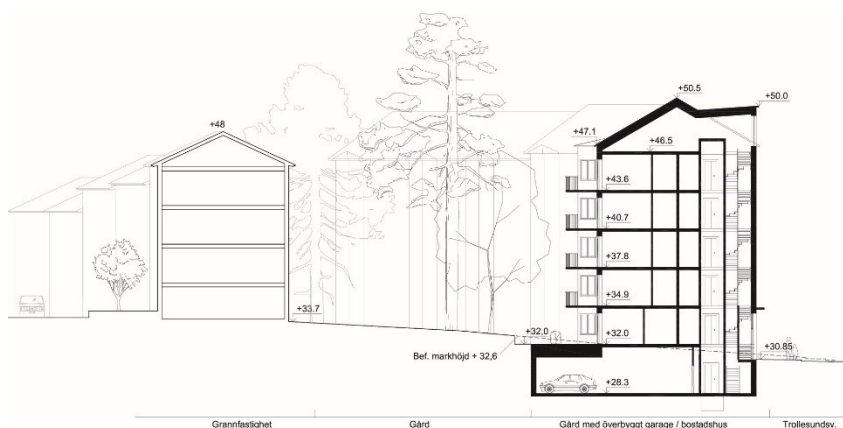 +50.5
+50.0
+48
+47.1
+46.5
+43.6
+40.7
+37.8
+34.9
+33.7
+32.0
+32.0
Bef. markhöjd + 32,6
+30.85
+28.3
Grannfastighet
Gård
Gård med överbyggt garage / bostadshus
Trollesundsv.